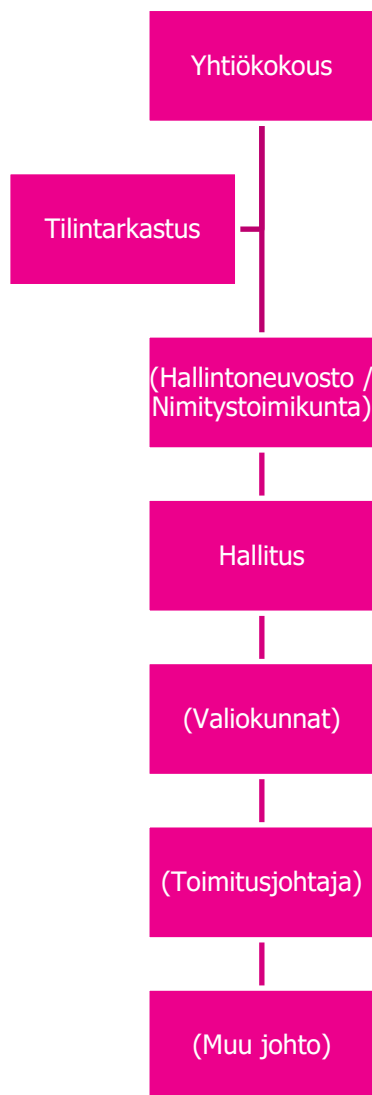 Yhtiökokous
Tilintarkastus
(Hallintoneuvosto /
Nimitystoimikunta)
Hallitus
(Valiokunnat)
(Toimitusjohtaja)
(Muu johto)